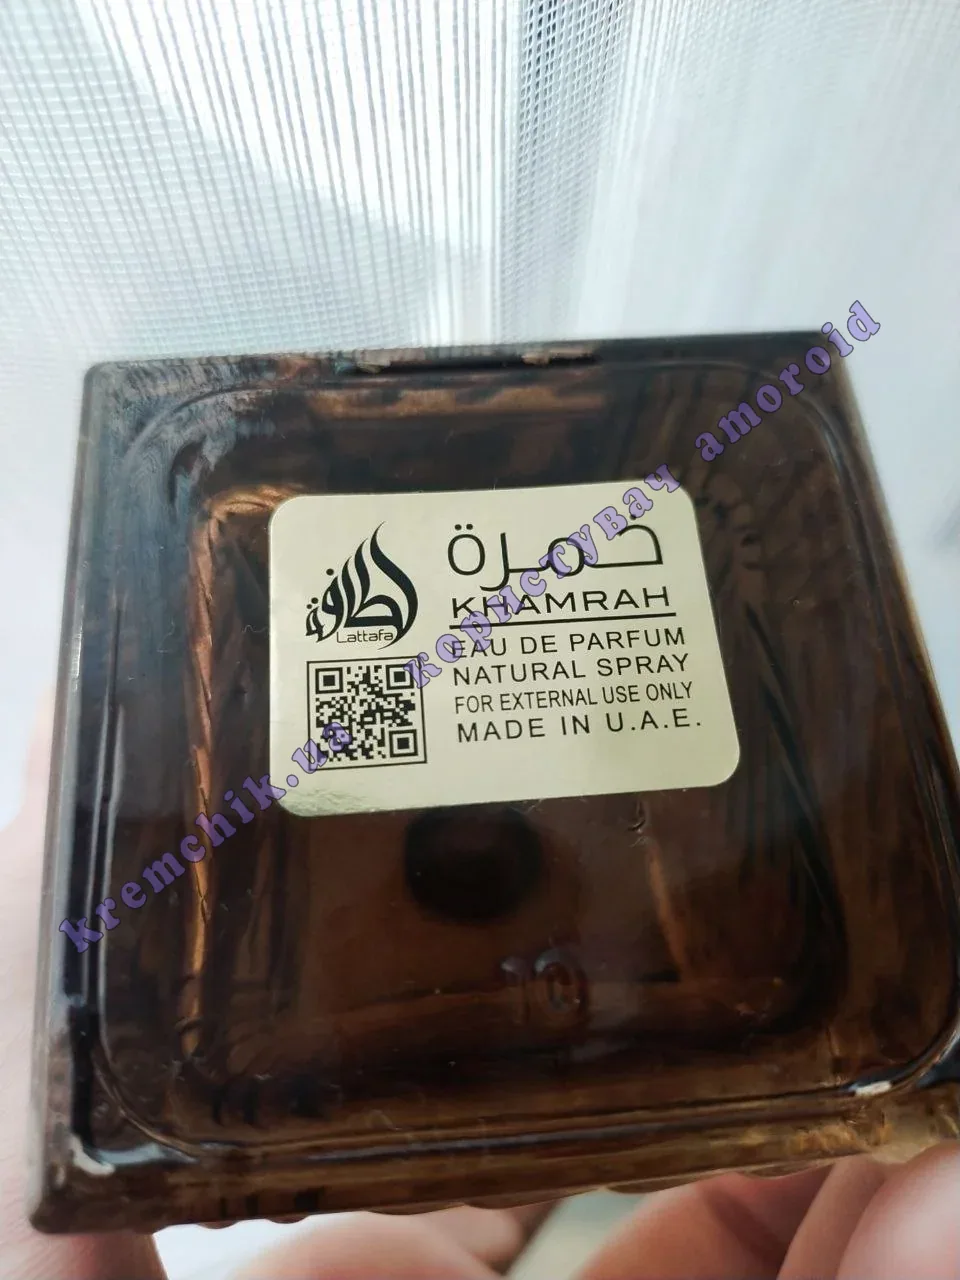 لطافة
Lattafa
خمرة
KHAMRAH
EAU DE PARFUM
NATURAL SPRAY
FOR EXTERNAL USE ONLY
MADE IN U.A.E.
10
kremchik.ua користувач amoroid